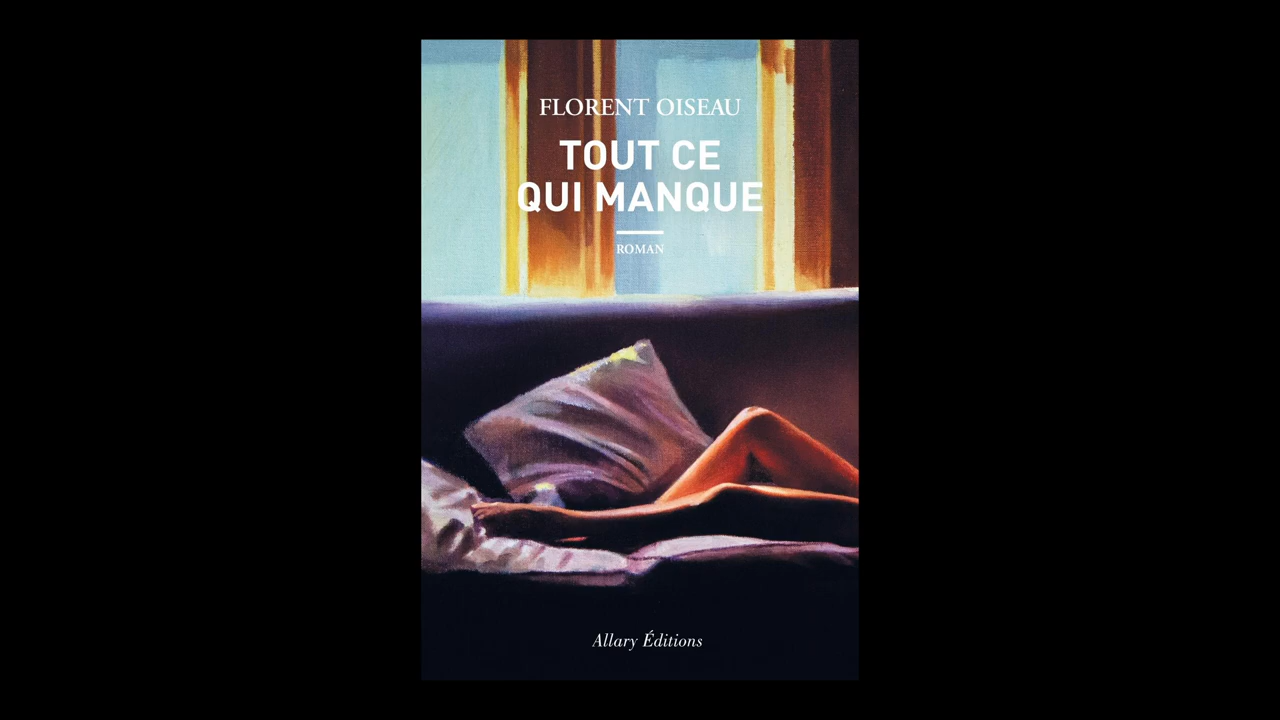 FLORENT OISEAU
TOUT CE
QUI MANQUE
ROMAN
Allary Éditions